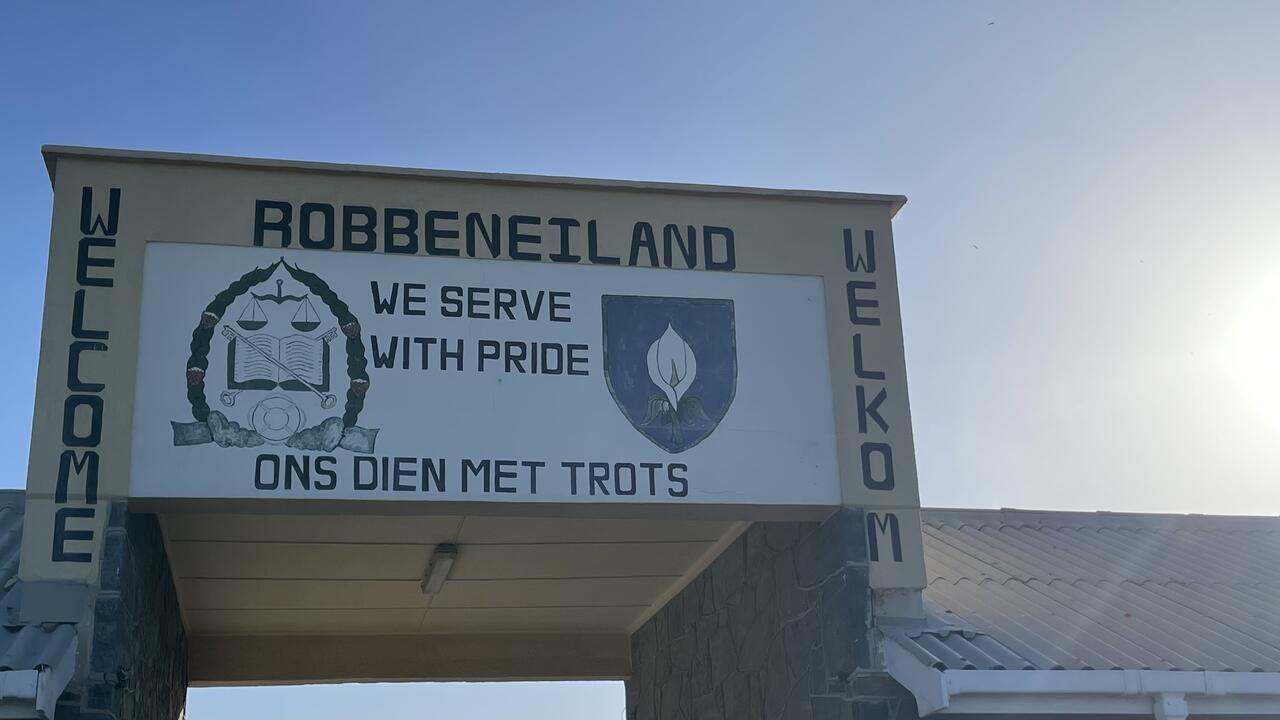 WELCOME
ROBBENEILAND
WE SERVE
WITH PRIDE
ONS DIEN MET TROTS
WELKOM